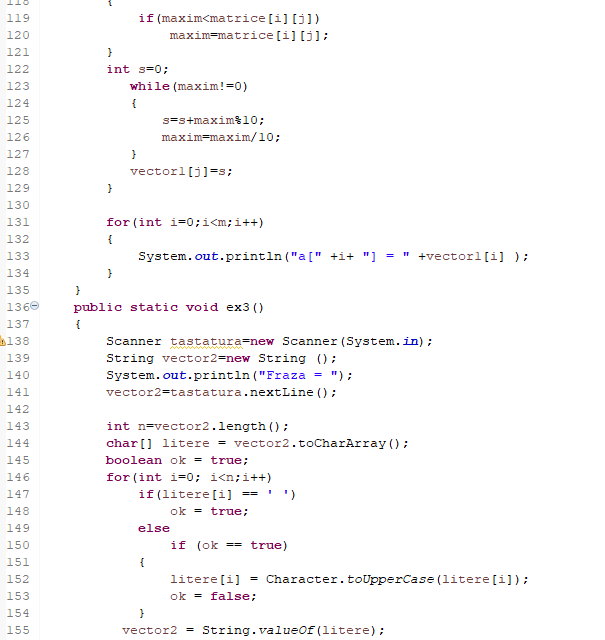 118 {
119 if(maxim<matrice[i][j])
120 maxim=matrice[i][j];
121 }
122 int s=0;
123 while(maxim!=0)
124 {
125 s=s+maxim%10;
126 maxim=maxim/10;
127 }
128 vector1[j]=s;
129 }
130
131 for(int i=0;i<m;i++)
132 {
133 System.out.println("a[" +i+ "] = " +vector1[i] );
134 }
135 }
136 public static void ex3()
137 {
138 Scanner tastatura=new Scanner(System.in);
139 String vector2=new String ();
140 System.out.println("Fraza = ");
141 vector2=tastatura.nextLine();
142
143 int n=vector2.length();
144 char[] litere = vector2.toCharArray();
145 boolean ok = true;
146 for(int i=0; i<n;i++)
147 if(litere[i] == ' ')
148 ok = true;
149 else
150 if (ok == true)
151 {
152 litere[i] = Character.toUpperCase(litere[i]);
153 ok = false;
154 }
155 vector2 = String.valueOf(litere);